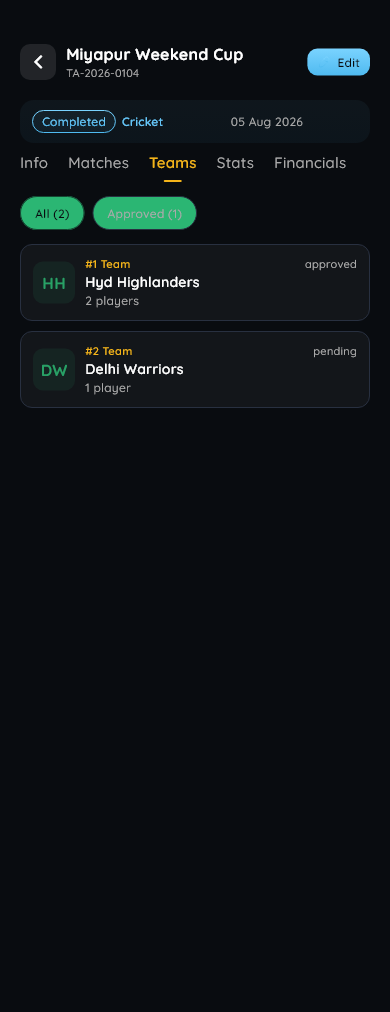 Miyapur Weekend Cup
TA-2026-0104
Edit
Completed Cricket 05 Aug 2026
Info Matches Teams Stats Financials
All (2) Approved (1)
#1 Team approved
HH Hyd Highlanders
2 players
#2 Team pending
DW Delhi Warriors
1 player